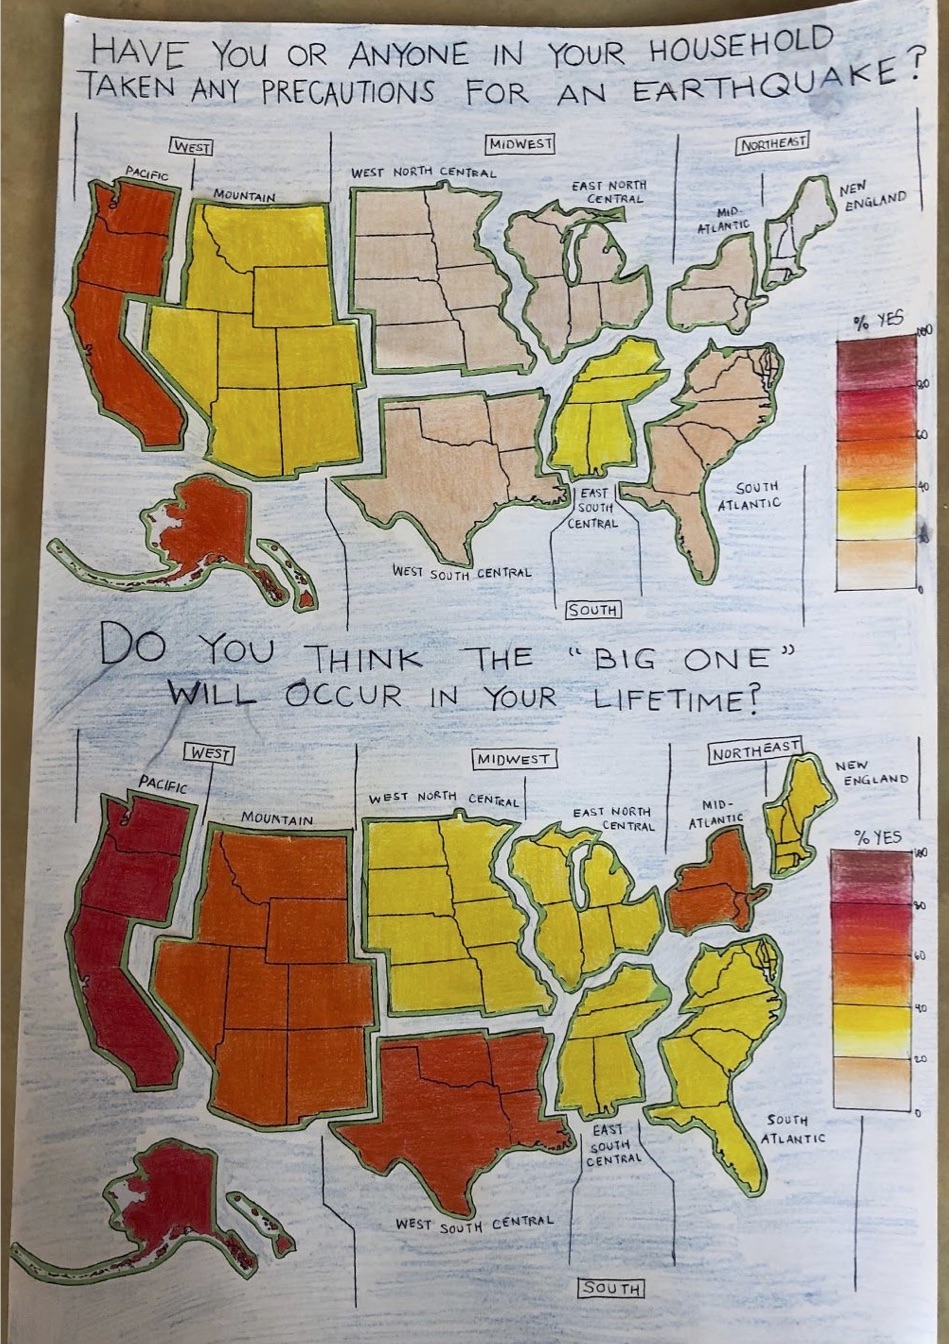 HAVE YOU OR ANYONE IN YOUR HOUSEHOLD
TAKEN ANY PRECAUTIONS FOR AN EARTHQUAKE?
WEST
MIDWEST
NORTHEAST
PACIFIC
MOUNTAIN
WEST NORTH CENTRAL
EAST NORTH
CENTRAL
MID-
ATLANTIC
NEW
ENGLAND
% YES
100
80
60
40
0
SOUTH
ATLANTIC
EAST
SOUTH
CENTRAL
WEST SOUTH CENTRAL
SOUTH
DO YOU THINK THE "BIG ONE"
WILL OCCUR IN YOUR LIFETIME?
WEST
MIDWEST
NORTHEAST
PACIFIC
MOUNTAIN
WEST NORTH CENTRAL
EAST NORTH
CENTRAL
MID-
ATLANTIC
NEW
ENGLAND
% YES
100
80
60
40
20
0
SOUTH
ATLANTIC
EAST
SOUTH
CENTRAL
WEST SOUTH CENTRAL
SOUTH